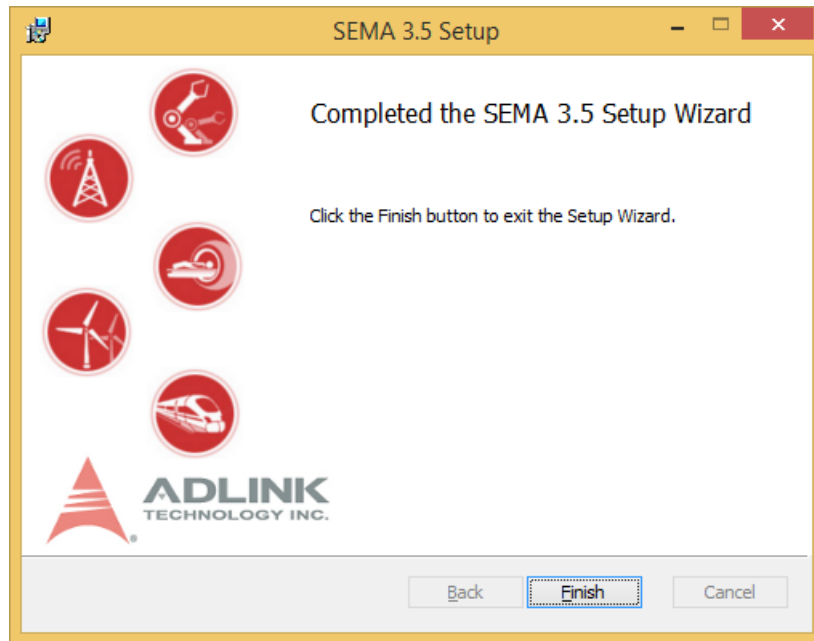 SEMA 3.5 Setup
Completed the SEMA 3.5 Setup Wizard
Click the Finish button to exit the Setup Wizard.
ADLINK
TECHNOLOGY INC.
Back
Finish
Cancel